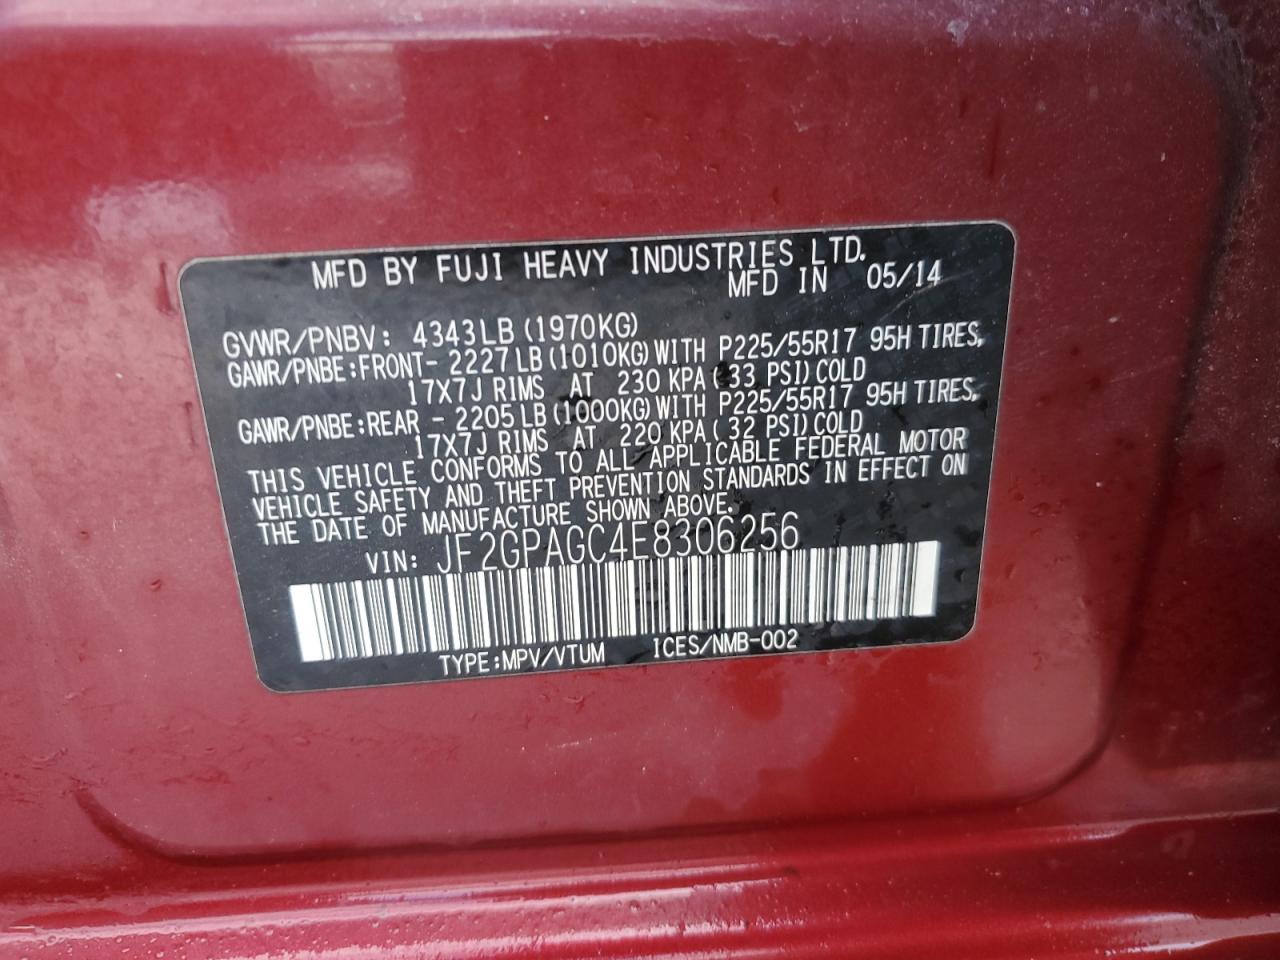 MFD BY FUJI HEAVY INDUSTRIES LTD.
MFD IN 05/14
GVWR/PNBV: 4343LB (1970KG)
GAWR/PNBE:FRONT- 2227LB (1010KG) WITH P225/55R17 95H TIRES,
17X7J RIMS AT 230 KPA (33 PSI) COLD
GAWR/PNBE:REAR - 2205LB (1000KG) WITH P225/55R17 95H TIRES,
17X7J RIMS AT 220 KPA (32 PSI) COLD
THIS VEHICLE CONFORMS TO ALL APPLICABLE FEDERAL MOTOR
VEHICLE SAFETY AND THEFT PREVENTION STANDARDS IN EFFECT ON
THE DATE OF MANUFACTURE SHOWN ABOVE.
VIN: JF2GPAGC4E8306256
TYPE:MPV/VTUM ICES/NMB-002